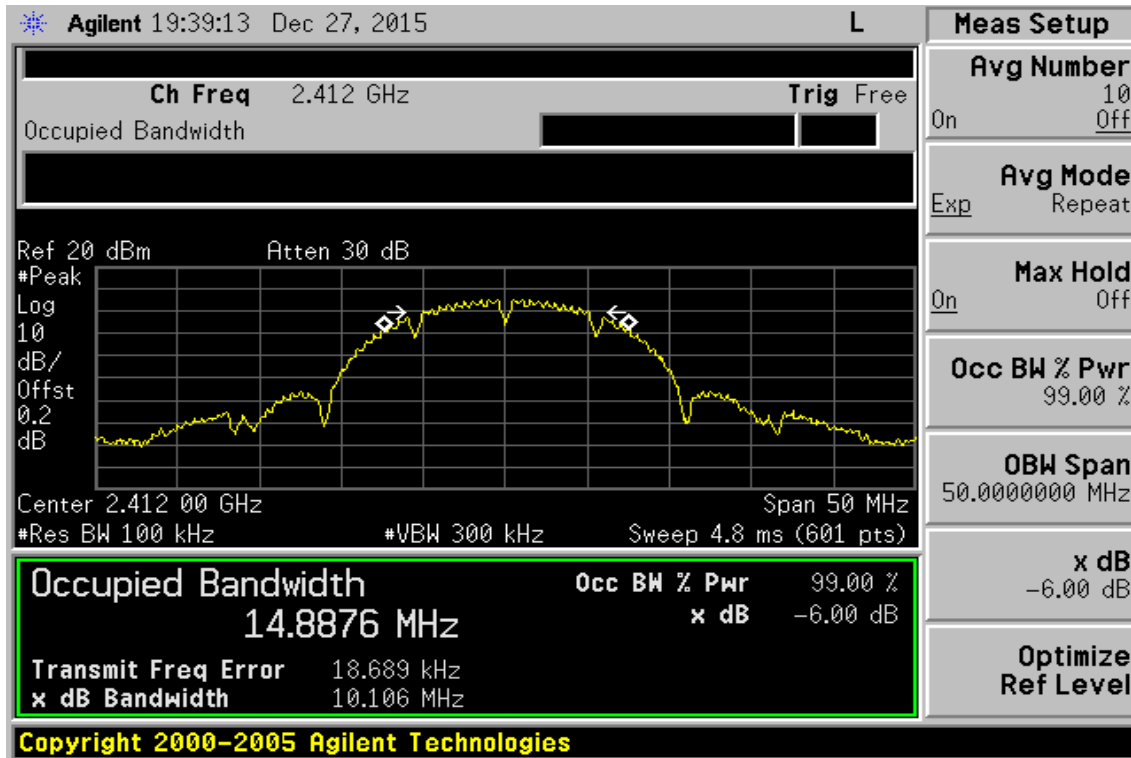 Agilent 19:39:13 Dec 27, 2015 L
Ch Freq 2.412 GHz Trig Free
Occupied Bandwidth
Ref 20 dBm Atten 30 dB
#Peak
Log
10
dB/
Offst
0.2
dB
Center 2.412 00 GHz Span 50 MHz
#Res BW 100 kHz #VBW 300 kHz Sweep 4.8 ms (601 pts)
Occupied Bandwidth Occ BW % Pwr 99.00 %
14.8876 MHz x dB -6.00 dB
Transmit Freq Error 18.689 kHz
x dB Bandwidth 10.106 MHz
Copyright 2000-2005 Agilent Technologies
Meas Setup
Avg Number
10
On Off
Avg Mode
Exp Repeat
Max Hold
On Off
Occ BW % Pwr
99.00 %
OBW Span
50.0000000 MHz
x dB
-6.00 dB
Optimize
Ref Level